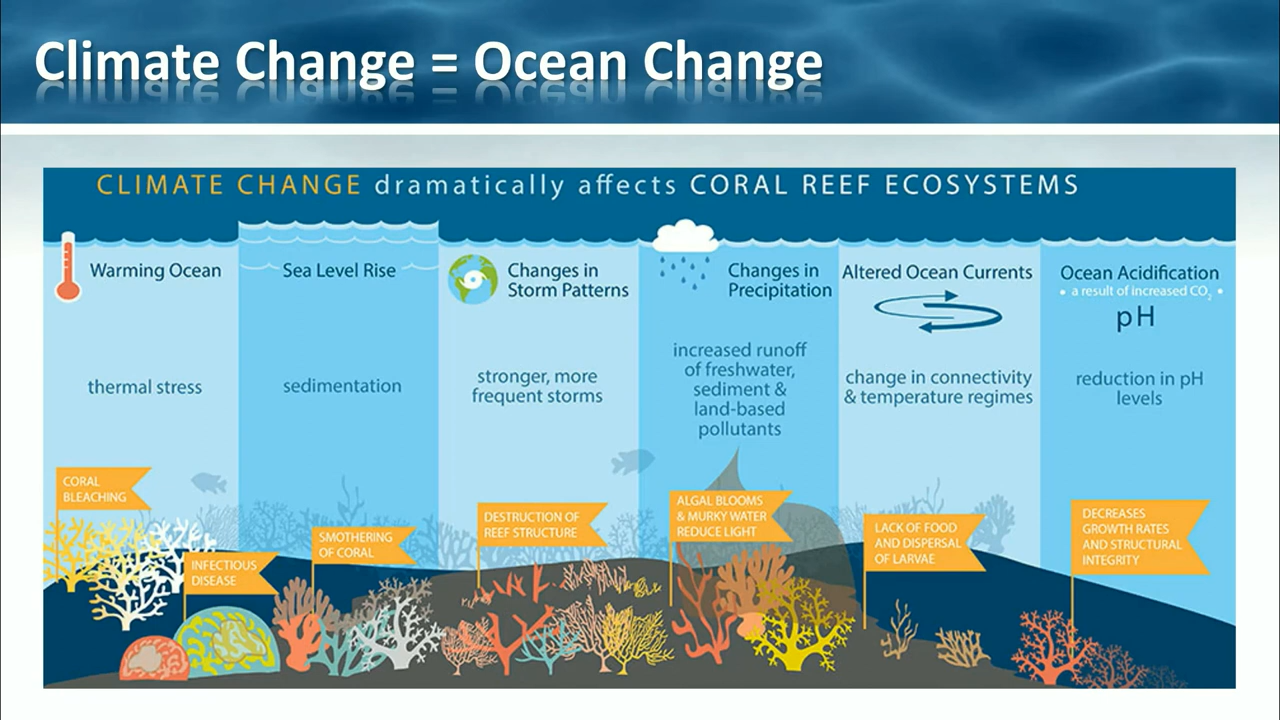 Climate Change = Ocean Change
CLIMATE CHANGE dramatically affects CORAL REEF ECOSYSTEMS
Warming Ocean
thermal stress
Sea Level Rise
sedimentation
Changes in
Storm Patterns
stronger, more
frequent storms
Changes in
Precipitation
increased runoff
of freshwater,
sediment &
land-based
pollutants
Altered Ocean Currents
change in connectivity
& temperature regimes
Ocean Acidification
• a result of increased CO₂ •
pH
reduction in pH
levels
CORAL
BLEACHING
INFECTIOUS
DISEASE
SMOTHERING
OF CORAL
DESTRUCTION OF
REEF STRUCTURE
ALGAL BLOOMS
& MURKY WATER
REDUCE LIGHT
LACK OF FOOD
AND DISPERSAL
OF LARVAE
DECREASES
GROWTH RATES
AND STRUCTURAL
INTEGRITY